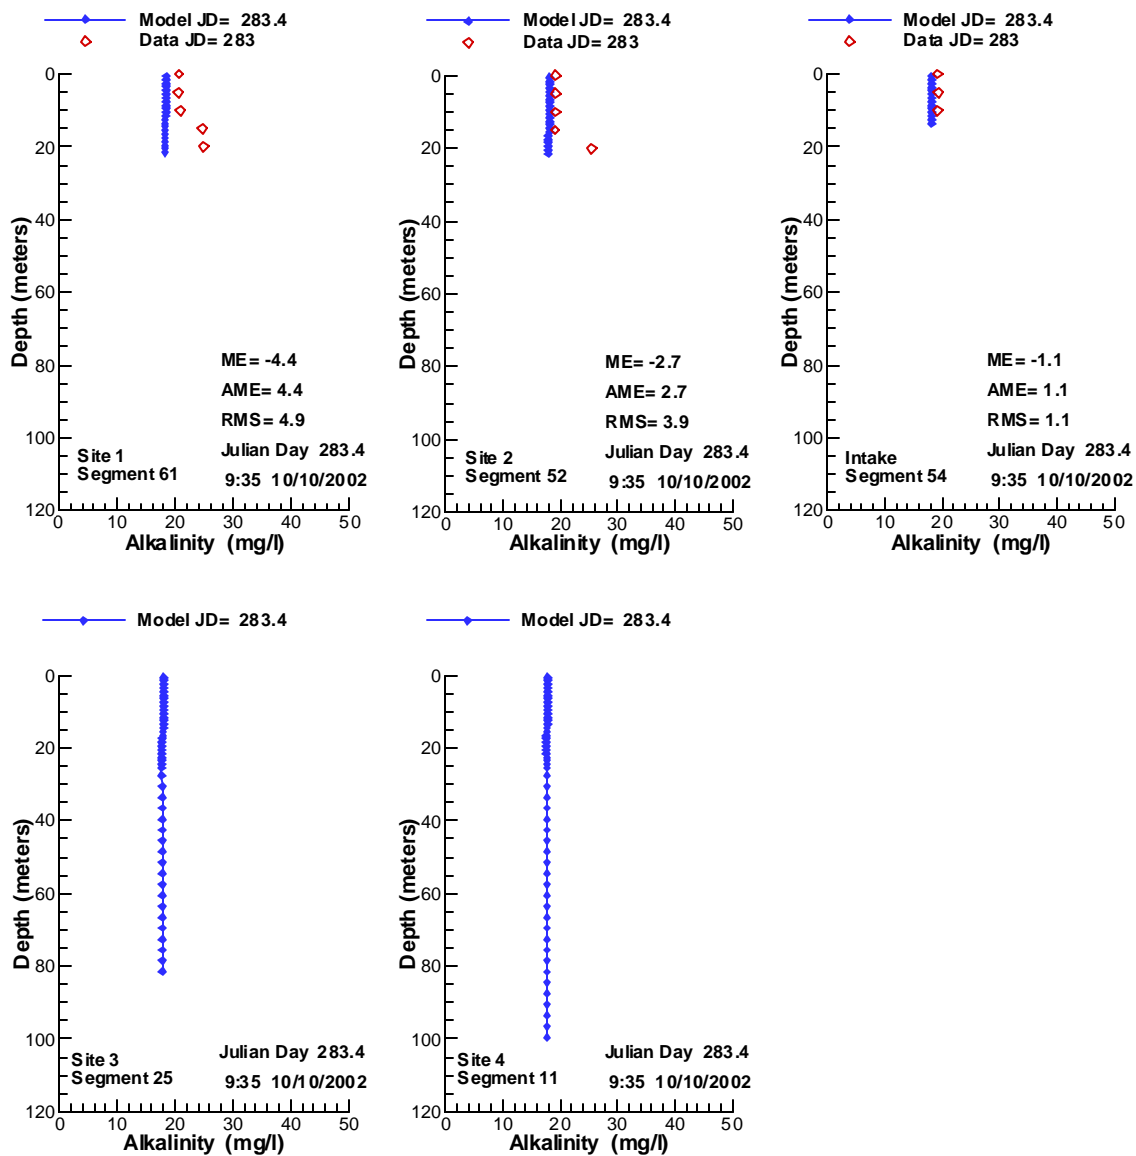 Model JD= 283.4
Data JD= 283
0
20
40
60
80
100
120
Depth (meters)
ME= -4.4
AME= 4.4
RMS= 4.9
Julian Day 283.4
9:35 10/10/2002
Site 1
Segment 61
0 10 20 30 40 50
Alkalinity (mg/l)
Model JD= 283.4
Data JD= 283
0
20
40
60
80
100
120
Depth (meters)
ME= -2.7
AME= 2.7
RMS= 3.9
Julian Day 283.4
9:35 10/10/2002
Site 2
Segment 52
0 10 20 30 40 50
Alkalinity (mg/l)
Model JD= 283.4
Data JD= 283
0
20
40
60
80
100
120
Depth (meters)
ME= -1.1
AME= 1.1
RMS= 1.1
Julian Day 283.4
9:35 10/10/2002
Intake
Segment 54
0 10 20 30 40 50
Alkalinity (mg/l)
Model JD= 283.4
0
20
40
60
80
100
120
Depth (meters)
Julian Day 283.4
9:35 10/10/2002
Site 3
Segment 25
0 10 20 30 40 50
Alkalinity (mg/l)
Model JD= 283.4
0
20
40
60
80
100
120
Depth (meters)
Julian Day 283.4
9:35 10/10/2002
Site 4
Segment 11
0 10 20 30 40 50
Alkalinity (mg/l)